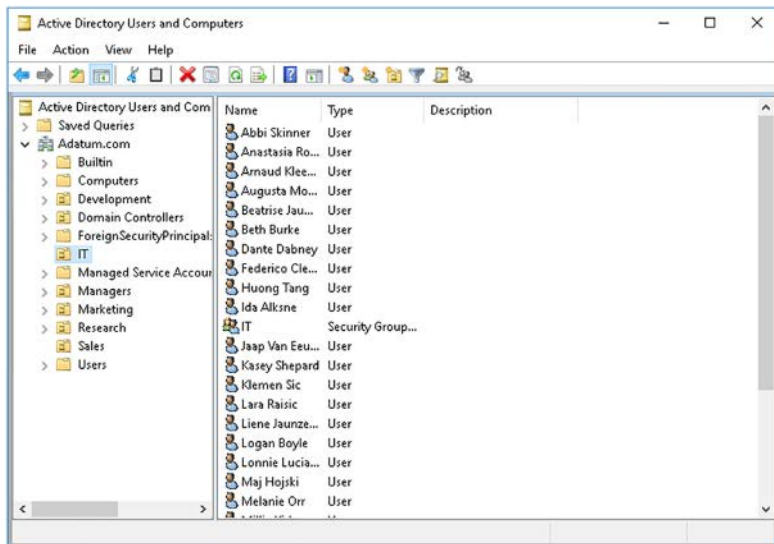 Active Directory Users and Computers
File Action View Help
Active Directory Users and Com
Saved Queries
Adatum.com
Builtin
Computers
Development
Domain Controllers
ForeignSecurityPrincipal:
IT
Managed Service Accour
Managers
Marketing
Research
Sales
Users
Name Type Description
Abbi Skinner User
Anastasia Ro... User
Arnaud Klee... User
Augusta Mo... User
Beatrise Jau... User
Beth Burke User
Dante Dabney User
Federico Cle... User
Huong Tang User
Ida Alksne User
IT Security Group...
Jaap Van Eeu... User
Kasey Shepard User
Klemen Sic User
Lara Raisic User
Liene Jaunze... User
Logan Boyle User
Lonnie Lucia... User
Maj Hojski User
Melanie Orr User